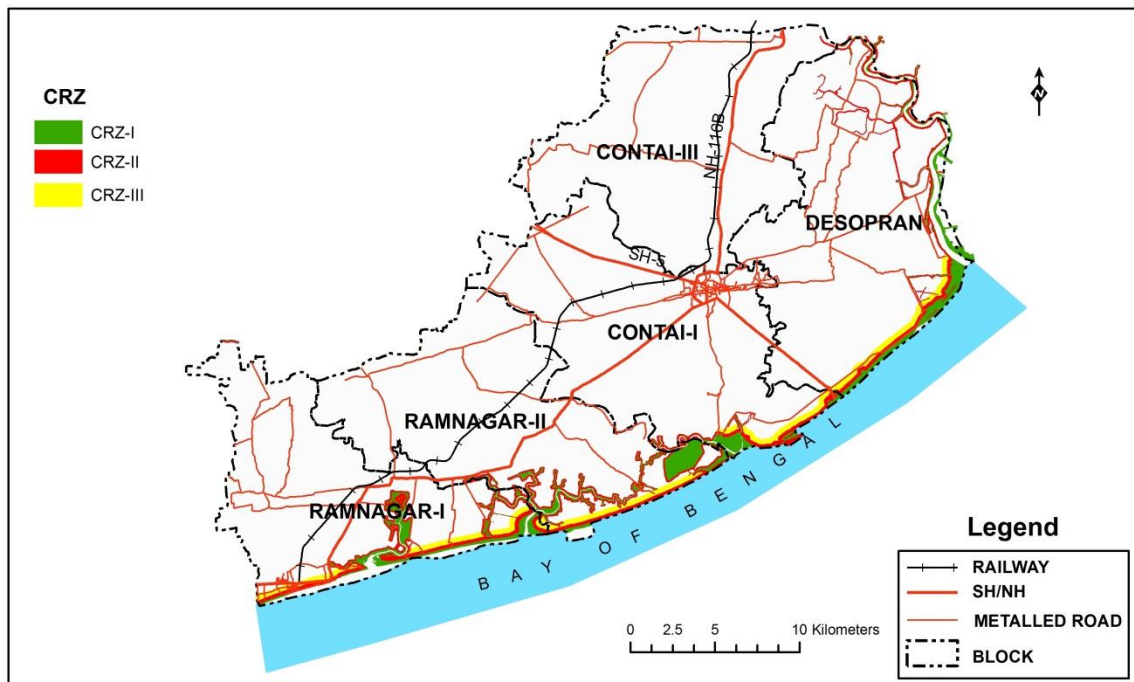 CRZ
CRZ-I
CRZ-II
CRZ-III
N
CONTAI-III
NH-116B
DESOPRAN
SH-5
CONTAI-I
RAMNAGAR-II
RAMNAGAR-I
BAY OF BENGAL
Legend
RAILWAY
SH/NH
METALLED ROAD
BLOCK
0 2.5 5 10 Kilometers